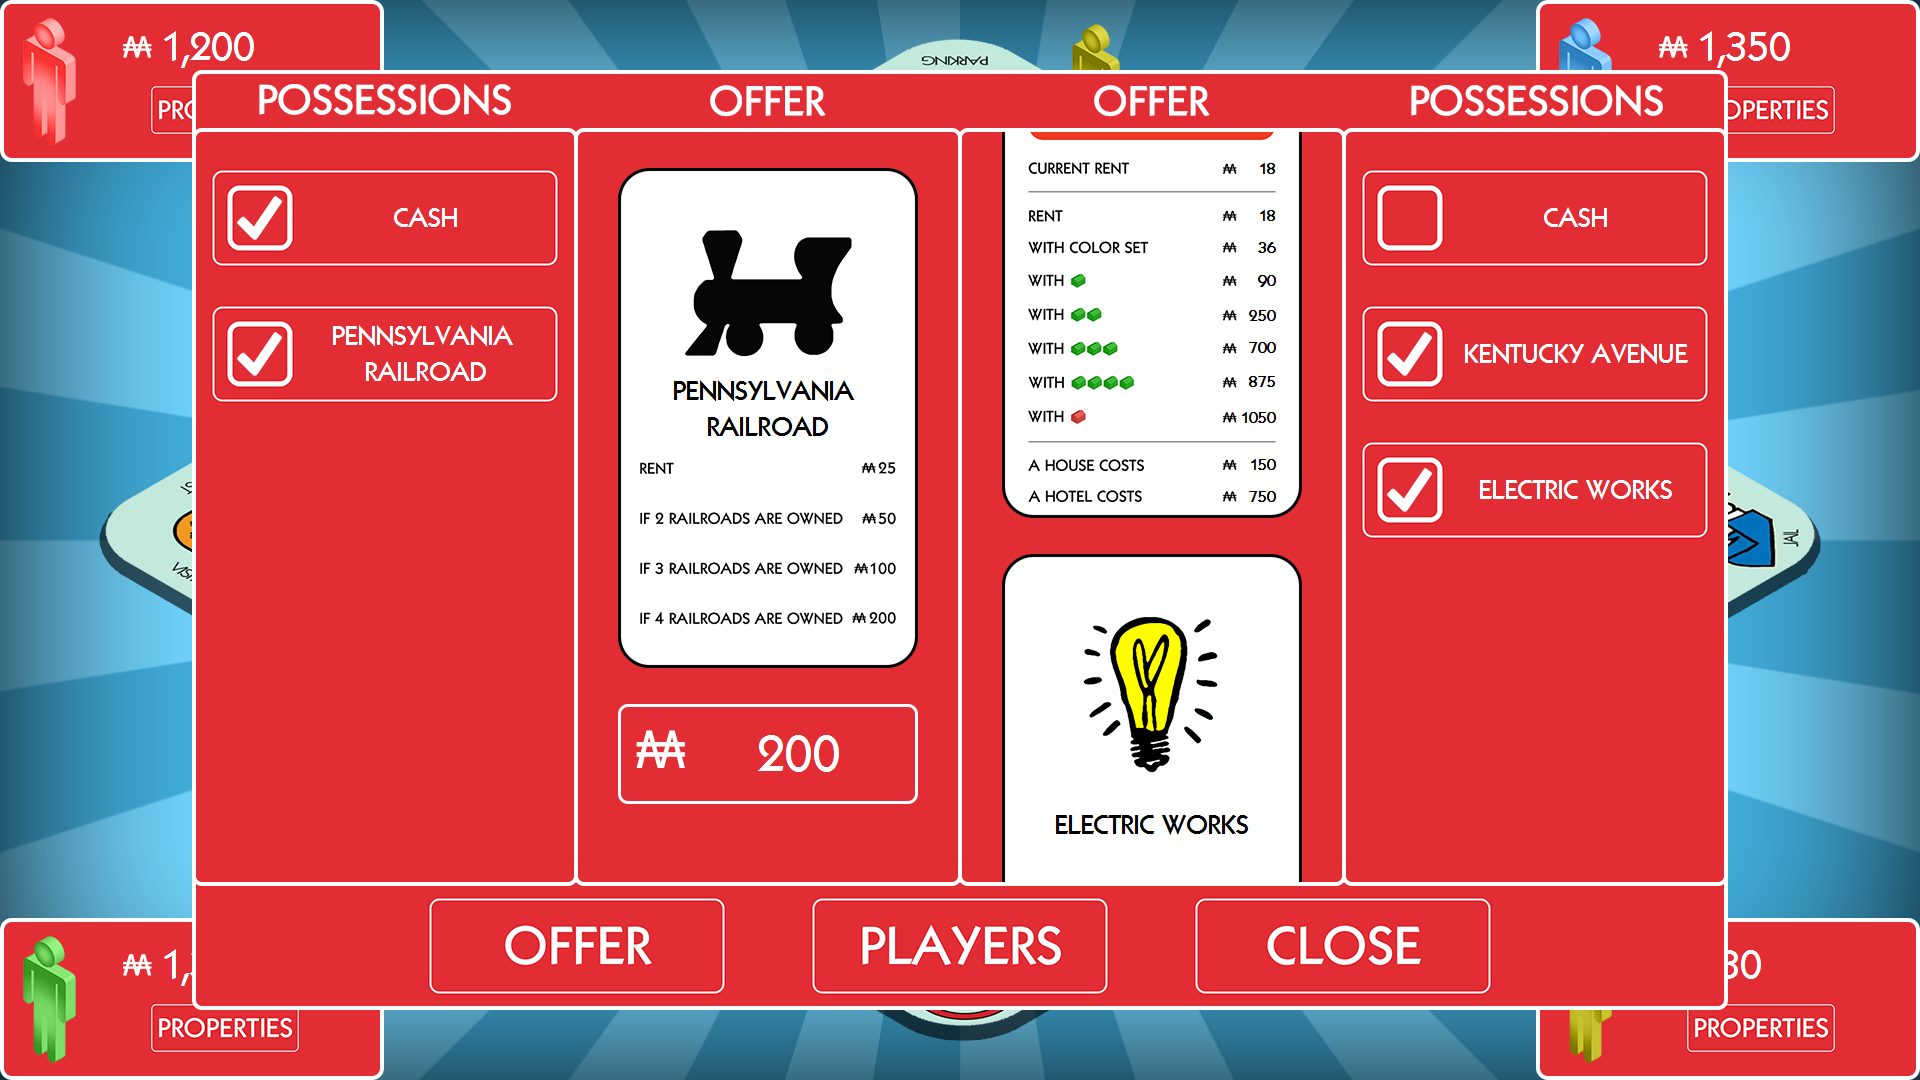 ₩ 1,200
₩ 1,350
PARKING
OPERTIES
POSSESSIONS
OFFER
OFFER
POSSESSIONS
CASH
PENNSYLVANIA
RAILROAD
PENNSYLVANIA
RAILROAD
RENT 25
IF 2 RAILROADS ARE OWNED 50
IF 3 RAILROADS ARE OWNED 100
IF 4 RAILROADS ARE OWNED 200
200
CURRENT RENT 18
RENT 18
WITH COLOR SET 36
WITH 90
WITH 250
WITH 700
WITH 875
WITH 1050
A HOUSE COSTS 150
A HOTEL COSTS 750
ELECTRIC WORKS
CASH
KENTUCKY AVENUE
ELECTRIC WORKS
JAIL
OFFER
PLAYERS
CLOSE
PROPERTIES
PROPERTIES